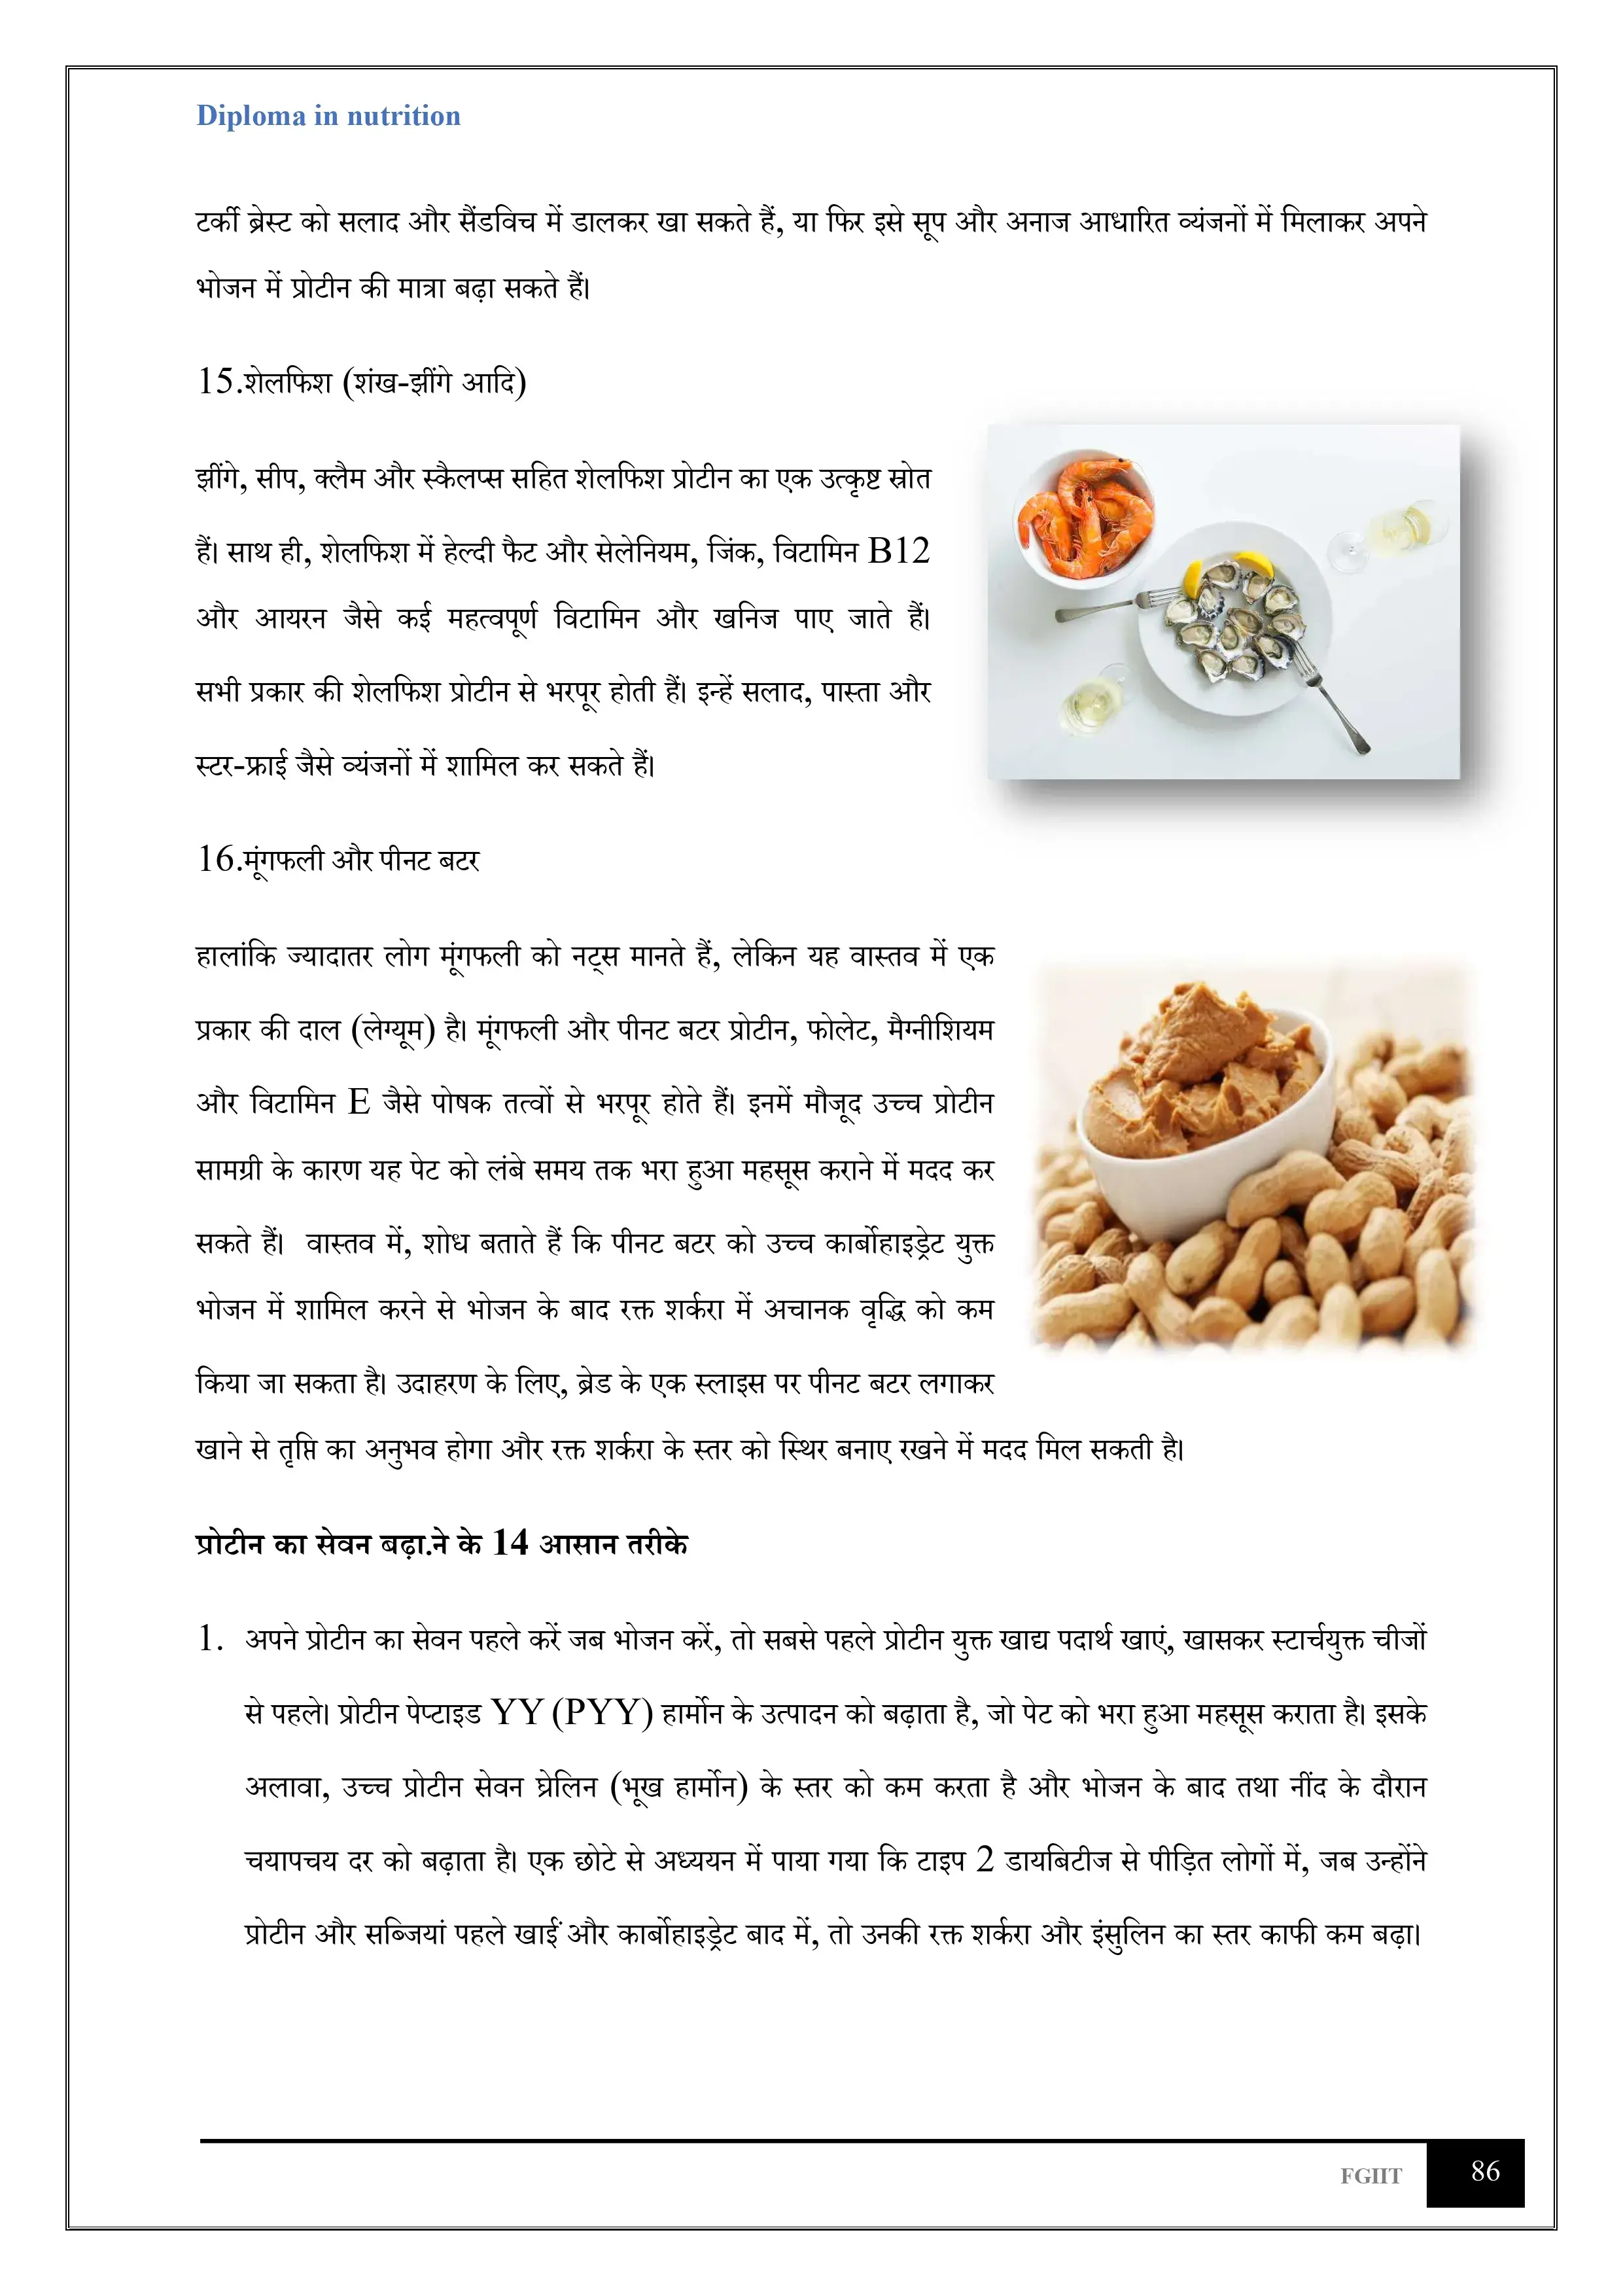 Diploma in nutrition
टर्की ब्रेस्ट को सलाद और सैंडविच में डालकर खा सकते हैं, या फिर इसे सूप और अनाज आधारित व्यंजनों में मिलाकर अपने
भोजन में प्रोटीन की मात्रा बढ़ा सकते हैं।
15.शेलफिश (शंख-झींगे आदि)
झींगे, सीप, क्लैम और स्कैलप्स सहित शेलफिश प्रोटीन का एक उत्कृष्ट स्रोत
हैं। साथ ही, शेलफिश में हेल्दी फैट और सेलेनियम, जिंक, विटामिन B12
और आयरन जैसे कई महत्वपूर्ण विटामिन और खनिज पाए जाते हैं।
सभी प्रकार की शेलफिश प्रोटीन से भरपूर होती हैं। इन्हें सलाद, पास्ता और
स्टर-फ्राई जैसे व्यंजनों में शामिल कर सकते हैं।
16.मूंगफली और पीनट बटर
हालांकि ज्यादातर लोग मूंगफली को नट्स मानते हैं, लेकिन यह वास्तव में एक
प्रकार की दाल (लेग्यूम) है। मूंगफली और पीनट बटर प्रोटीन, फोलेट, मैग्नीशियम
और विटामिन E जैसे पोषक तत्वों से भरपूर होते हैं। इनमें मौजूद उच्च प्रोटीन
सामग्री के कारण यह पेट को लंबे समय तक भरा हुआ महसूस कराने में मदद कर
सकते हैं। वास्तव में, शोध बताते हैं कि पीनट बटर को उच्च कार्बोहाइड्रेट युक्त
भोजन में शामिल करने से भोजन के बाद रक्त शर्करा में अचानक वृद्धि को कम
किया जा सकता है। उदाहरण के लिए, ब्रेड के एक स्लाइस पर पीनट बटर लगाकर
खाने से तृप्ति का अनुभव होगा और रक्त शर्करा के स्तर को स्थिर बनाए रखने में मदद मिल सकती है।
प्रोटीन का सेवन बढ़ा.ने के 14 आसान तरीके
1. अपने प्रोटीन का सेवन पहले करें जब भोजन करें, तो सबसे पहले प्रोटीन युक्त खाद्य पदार्थ खाएं, खासकर स्टार्चयुक्त चीजों
से पहले। प्रोटीन पेप्टाइड YY (PYY) हार्मोन के उत्पादन को बढ़ाता है, जो पेट को भरा हुआ महसूस कराता है। इसके
अलावा, उच्च प्रोटीन सेवन घ्रेलिन (भूख हार्मोन) के स्तर को कम करता है और भोजन के बाद तथा नींद के दौरान
चयापचय दर को बढ़ाता है। एक छोटे से अध्ययन में पाया गया कि टाइप 2 डायबिटीज से पीड़ित लोगों में, जब उन्होंने
प्रोटीन और सब्जियां पहले खाईं और कार्बोहाइड्रेट बाद में, तो उनकी रक्त शर्करा और इंसुलिन का स्तर काफी कम बढ़ा।
FGIIT 86